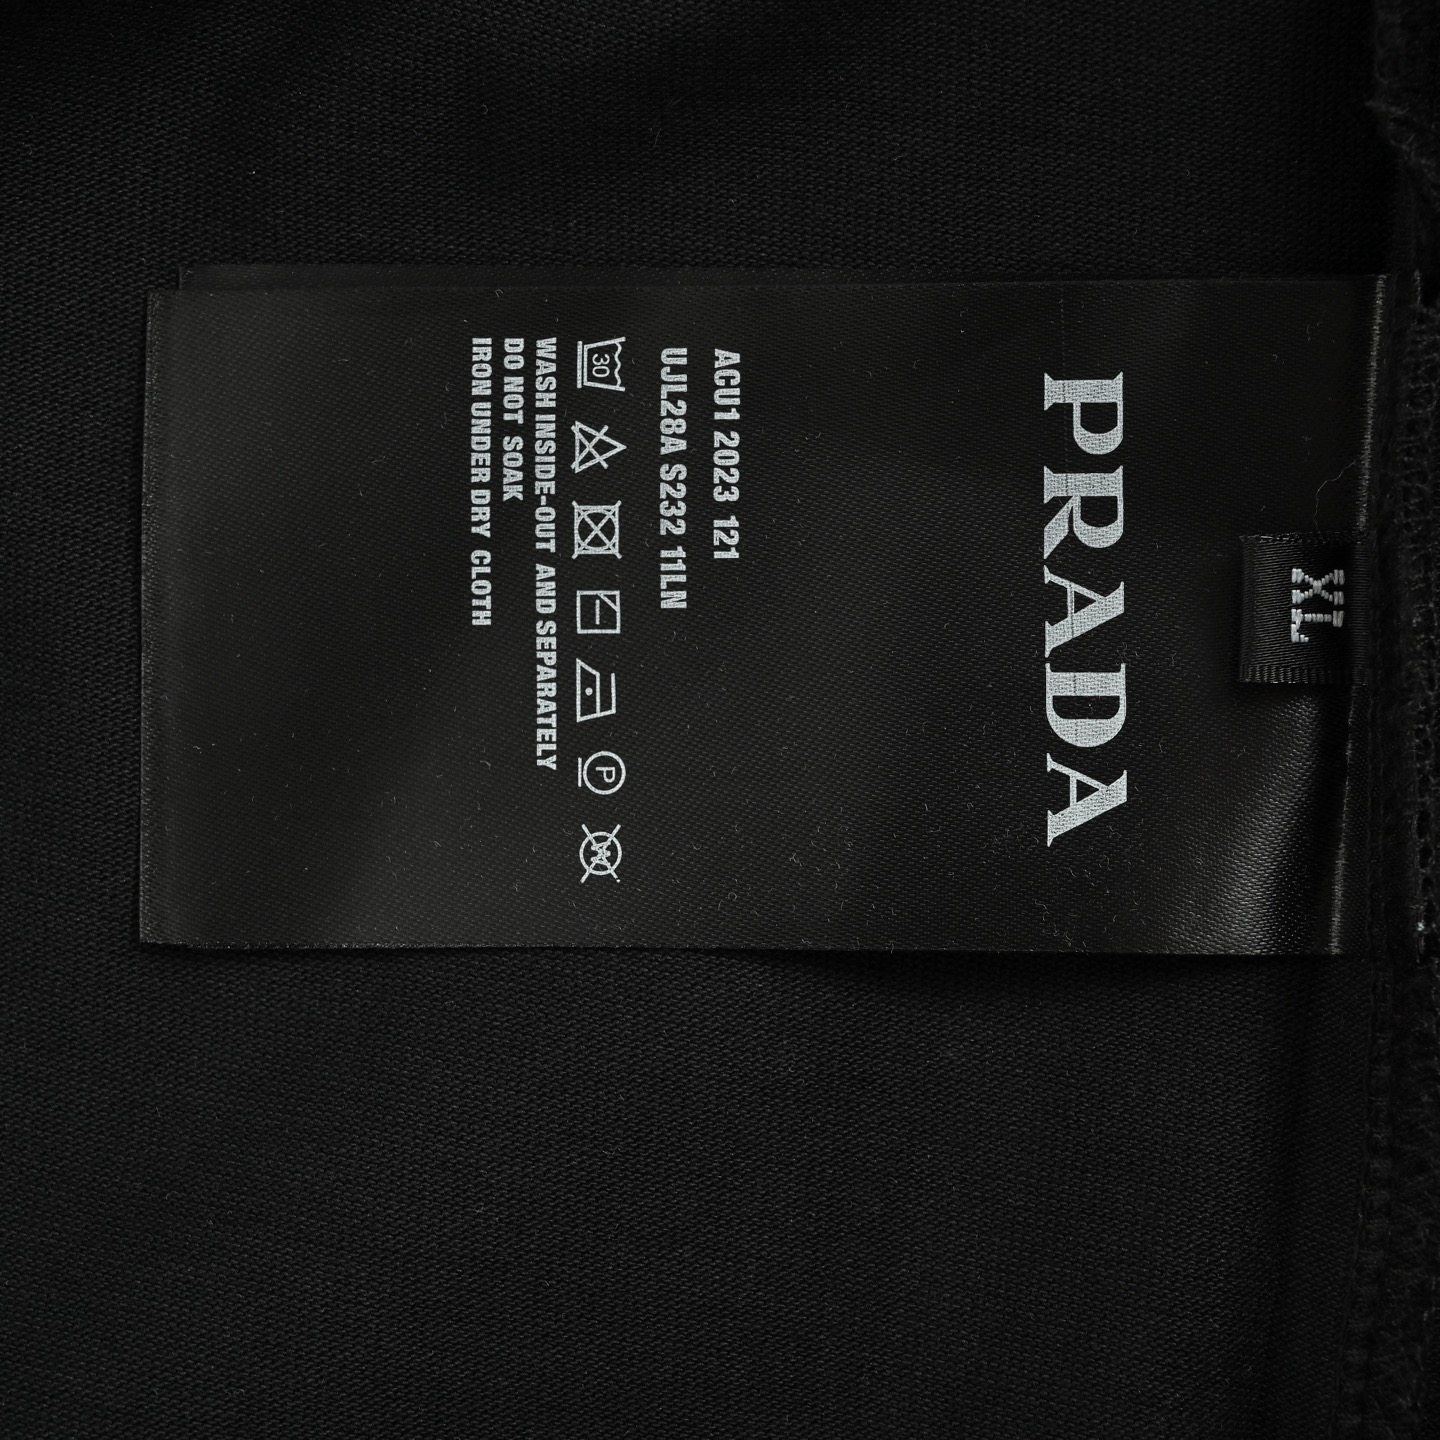 XL
PRADA
ACU1 2023 121
UJL28A S232 11LN
30
P
W
WASH INSIDE-OUT AND SEPARATELY
DO NOT SOAK
IRON UNDER DRY CLOTH